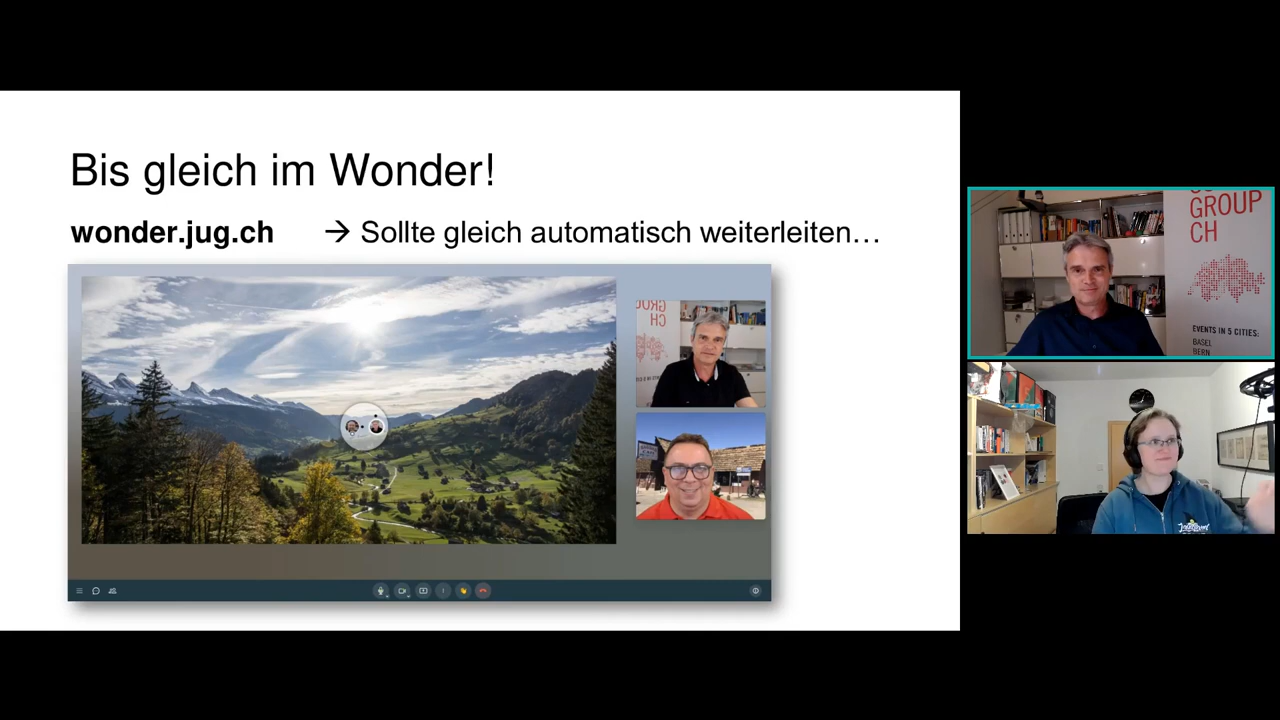 Bis gleich im Wonder!
wonder.jug.ch → Sollte gleich automatisch weiterleiten…
GROUP
CH
EVENTS IN 5 CITIES:
BASEL
BERN